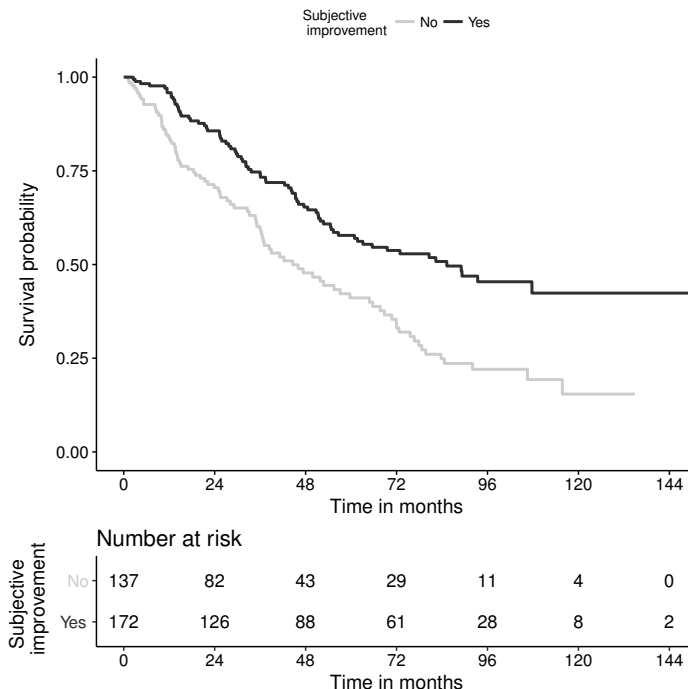 Subjective
improvement No Yes
1.00
0.75
0.50
0.25
0.00
Survival probability
0 24 48 72 96 120 144
Time in months
Number at risk
Subjective
improvement
No 137 82 43 29 11 4 0
Yes 172 126 88 61 28 8 2
0 24 48 72 96 120 144
Time in months